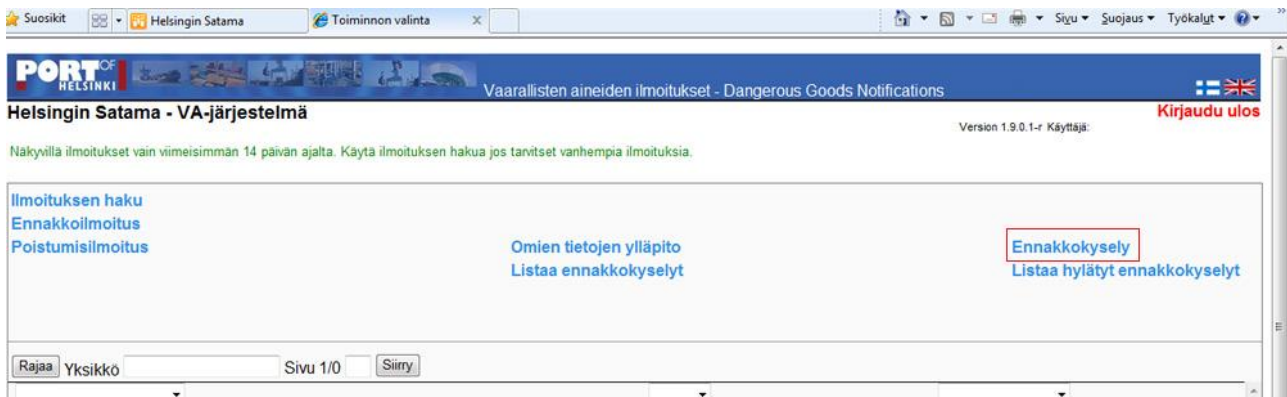 Suosikit Helsingin Satama Toiminnon valinta X Sivu Suojaus Työkalut
PORT OF HELSINKI Vaarallisten aineiden ilmoitukset - Dangerous Goods Notifications
Helsingin Satama - VA-järjestelmä Kirjaudu ulos
Version 1.9.0.1-r Käyttäjä:
Näkyvillä ilmoitukset vain viimeisimmän 14 päivän ajalta. Käytä ilmoituksen hakua jos tarvitset vanhempia ilmoituksia.
Ilmoituksen haku
Ennakkoilmoitus
Poistumisilmoitus Omien tietojen ylläpito Ennakkokysely
Listaa ennakkokyselyt Listaa hylätyt ennakkokyselyt
Rajaa Yksikkö Sivu 1/0 Siirry